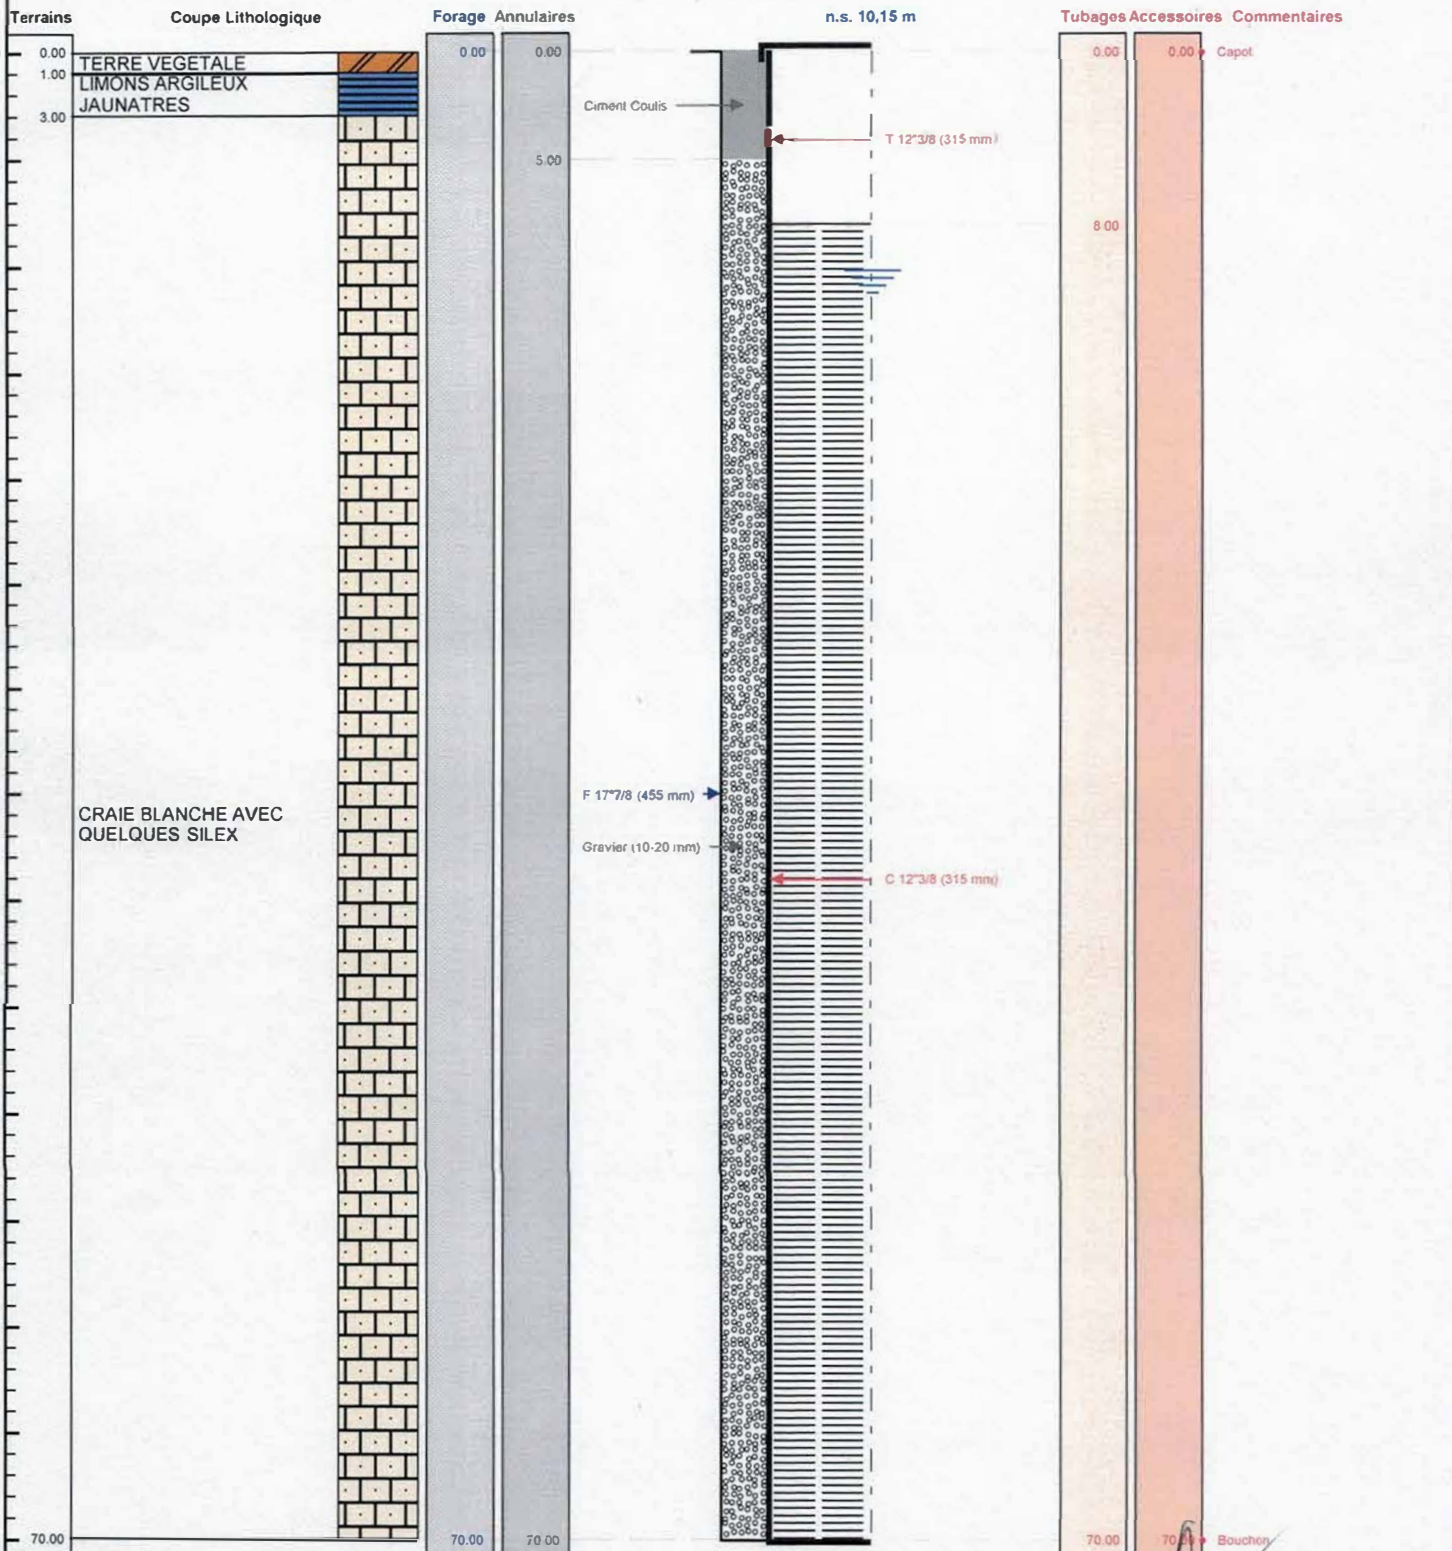 Terrains Coupe Lithologique Forage Annulaires n.s. 10,15 m Tubages Accessoires Commentaires
0.00 TERRE VEGETALE 0.00 0.00 0.00 0.00 Capot
1.00 LIMONS ARGILEUX
JAUNATRES
3.00
Ciment Coulis
T 12"3/8 (315 mm)
5.00
8.00
F 17"7/8 (455 mm)
CRAIE BLANCHE AVEC
QUELQUES SILEX
Gravier (10-20 mm)
C 12"3/8 (315 mm)
70.00 70.00 70.00 70.00 70.00 Bouchon